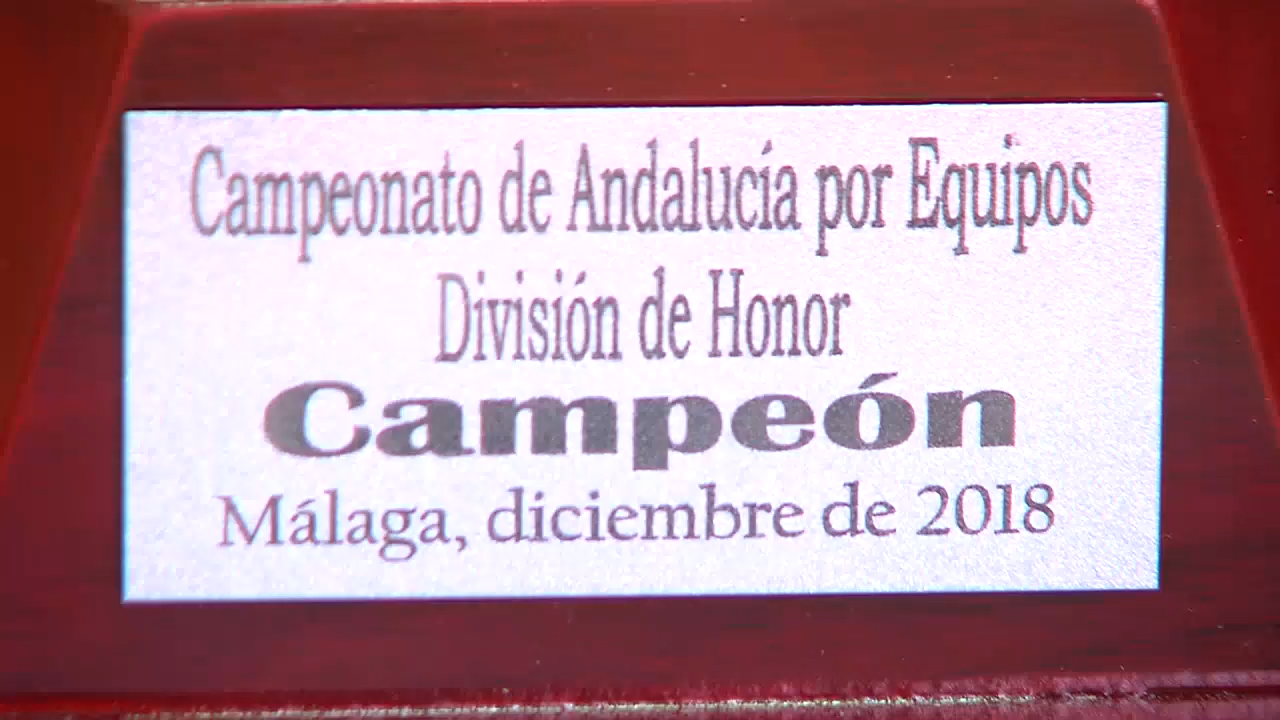 Campeonato de Andalucía por Equipos
División de Honor
Campeón
Málaga, diciembre de 2018